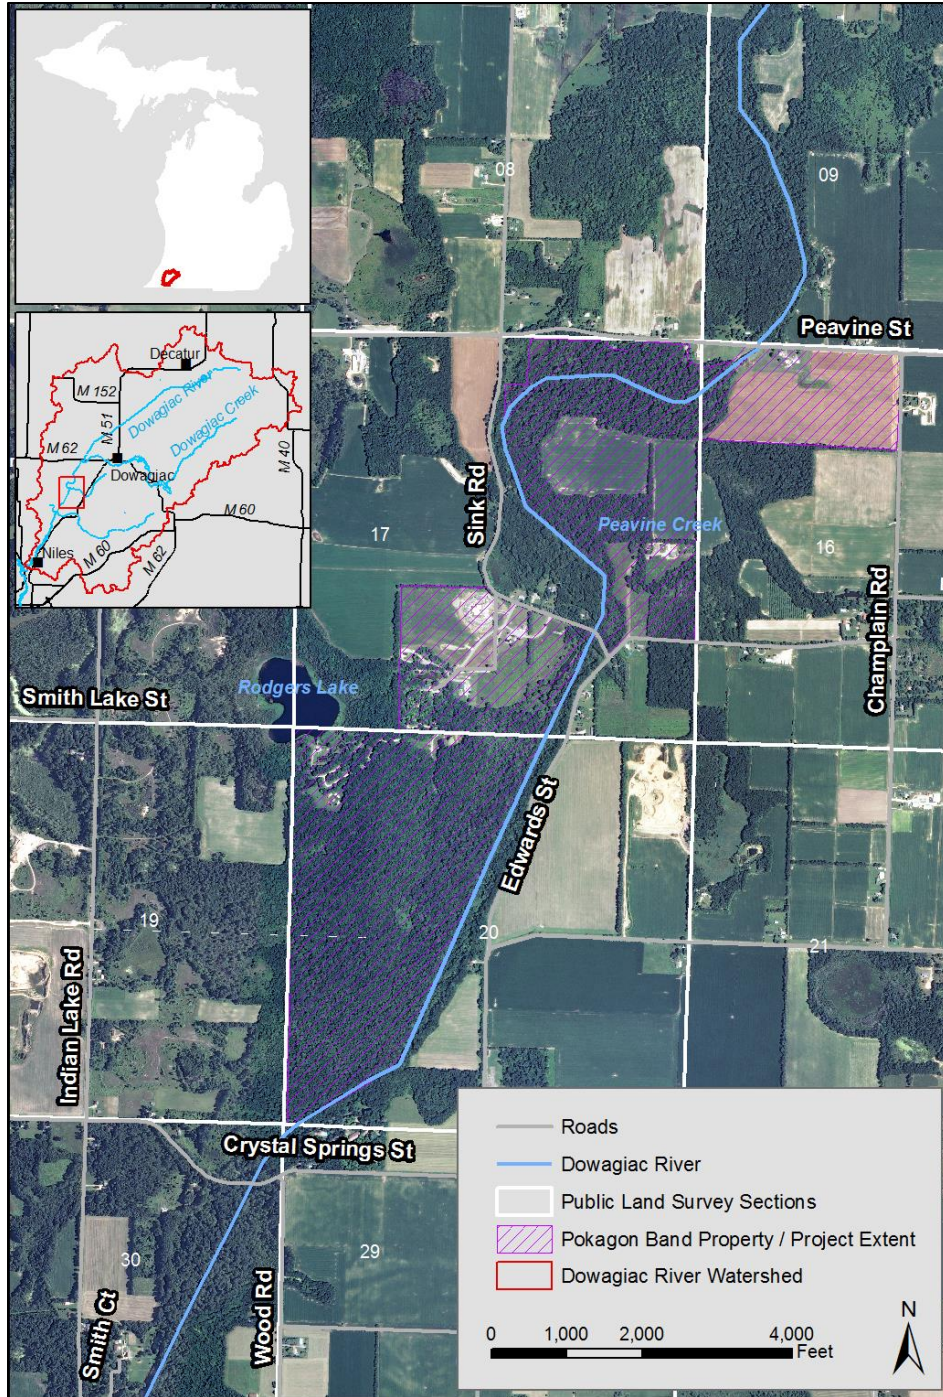 Decatur
M 152
M 51
Dowagiac River
Dowagiac Creek
M 62
M 40
Dowagiac
M 60
Niles
M 60
M 62
08
09
Peavine St
Sink Rd
17
Peavine Creek
16
Champlain Rd
Rodgers Lake
Smith Lake St
Edwards St
19
20
21
Indian Lake Rd
Crystal Springs St
30
29
Smith Ct
Wood Rd
Roads
Dowagiac River
Public Land Survey Sections
Pokagon Band Property / Project Extent
Dowagiac River Watershed
N
0 1,000 2,000 4,000
Feet